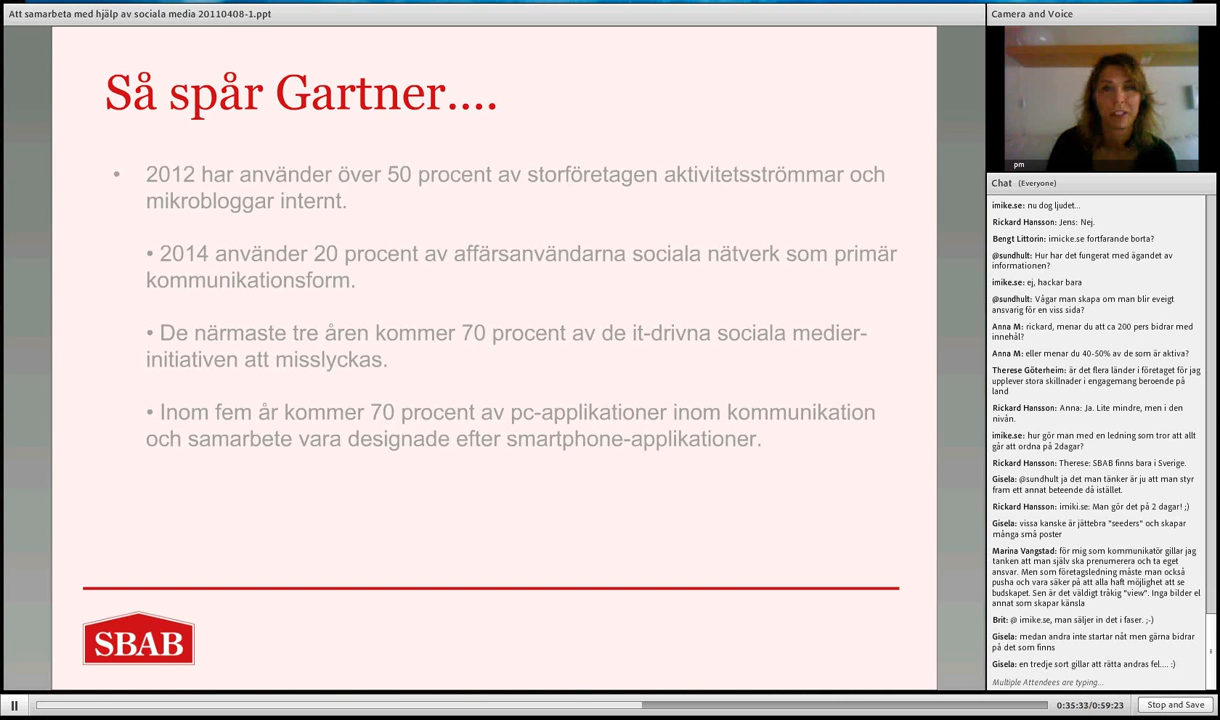 Att samarbeta med hjälp av sociala media 20110408-1.ppt
Så spår Gartner....
• 2012 har använder över 50 procent av storföretagen aktivitetsströmmar och
mikrobloggar internt.
• 2014 använder 20 procent av affärsanvändarna sociala nätverk som primär
kommunikationsform.
• De närmaste tre åren kommer 70 procent av de it-drivna sociala medier-
initiativen att misslyckas.
• Inom fem år kommer 70 procent av pc-applikationer inom kommunikation
och samarbete vara designade efter smartphone-applikationer.
SBAB
Camera and Voice
pm
Chat (Everyone)
imike.se: nu dog ljudet...
Rickard Hansson: Jens: Nej.
Bengt Littorin: imicke.se fortfarande borta?
@sundhult: Hur har det fungerat med ägandet av
informationen?
imike.se: ej, hackar bara
@sundhult: Vågar man skapa om man blir eveigt
ansvarig för en viss sida?
Anna M: rickard, menar du att ca 200 pers bidrar med
innehål?
Anna M: eller menar du 40-50% av de som är aktiva?
Therese Göterheim: är det flera länder i företaget för jag
upplever stora skillnader i engagemang beroende på
land
Rickard Hansson: Anna: Ja. Lite mindre, men i den
nivån.
imike.se: hur gör man med en ledning som tror att allt
går att ordna på 2dagar?
Rickard Hansson: Therese: SBAB finns bara i Sverige.
Gisela: @sundhult ja det man tänker är ju att man styr
fram ett annat beteende då istället.
Rickard Hansson: imiki.se: Man gör det på 2 dagar! ;)
Gisela: vissa kanske är jättebra "seeders" och skapar
många små poster
Marina Vangstad: för mig som kommunikatör gillar jag
tanken att man själv ska prenumerera och ta eget
ansvar. Men som företagsledning måste man också
pusha och vara säker på att alla haft möjlighet att se
budskapet. Sen är det väldigt tråkig "view". Inga bilder el
annat som skapar känsla
Brit: @ imike.se, man säljer in det i faser. ;-)
Gisela: medan andra inte startar nåt men gärna bidrar
på det som finns
Gisela: en tredje sort gillar att rätta andras fel.... :)
Multiple Attendees are typing...
0:35:33/0:59:23
Stop and Save